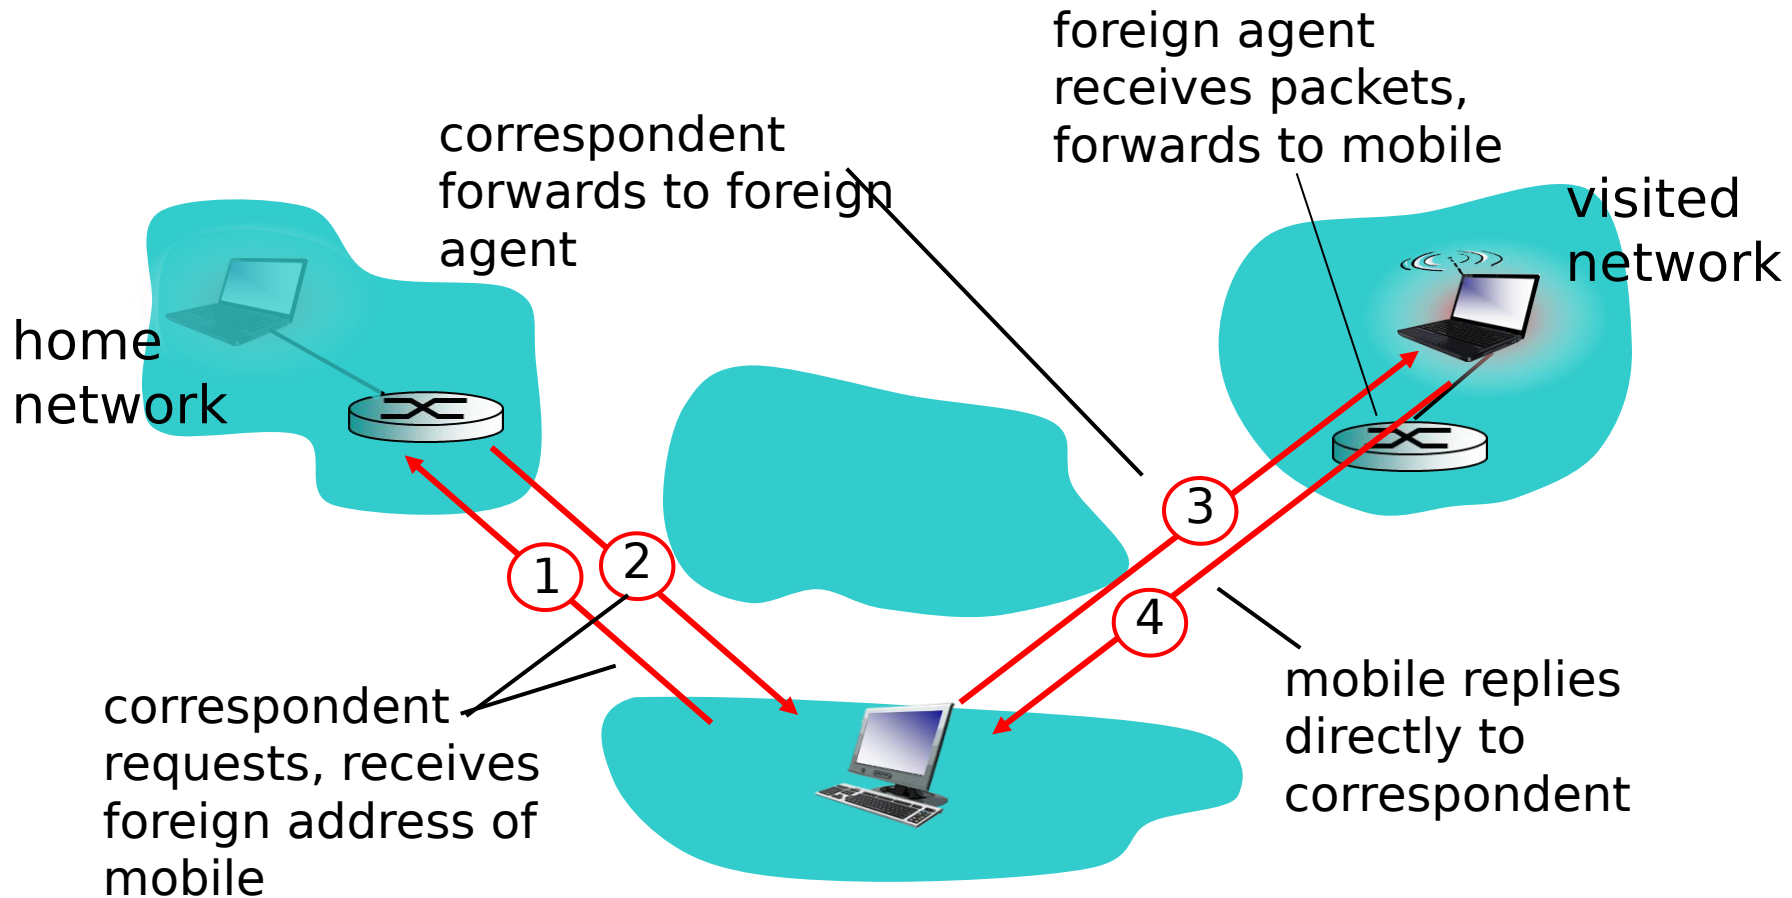 foreign agent
receives packets,
forwards to mobile
correspondent
forwards to foreign
agent
visited
network
home
network
1
2
3
4
correspondent
requests, receives
foreign address of
mobile
mobile replies
directly to
correspondent